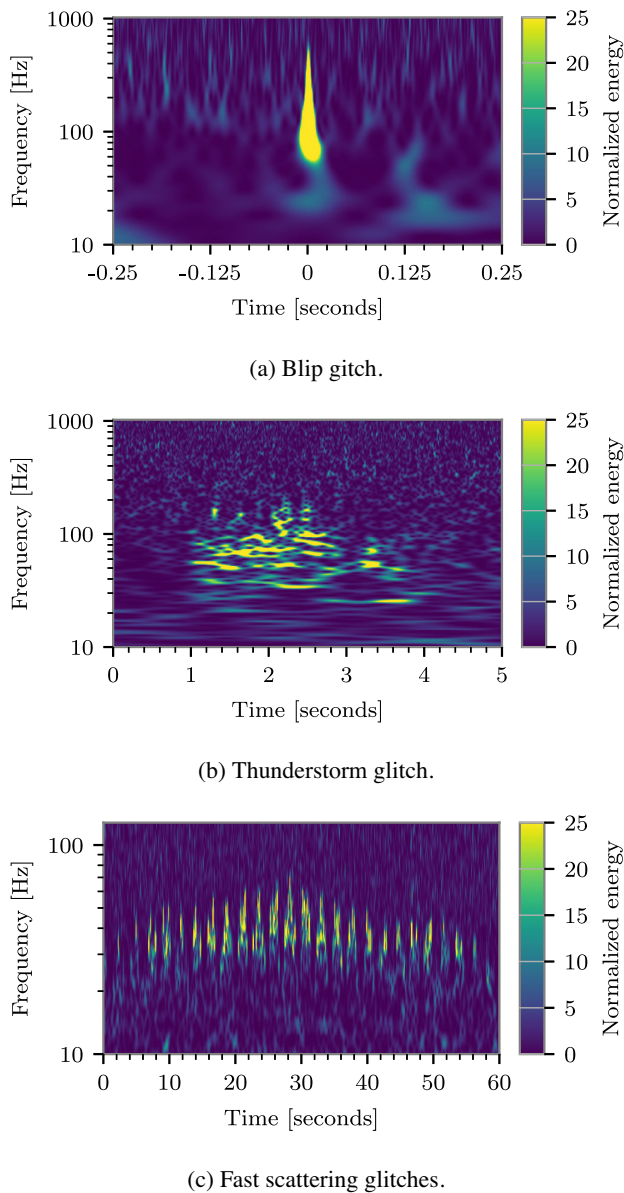 1000
100
10
Frequency [Hz]
-0.25 -0.125 0 0.125 0.25
Time [seconds]
25
20
15
10
5
0
Normalized energy
(a) Blip gitch.
1000
100
10
Frequency [Hz]
0 1 2 3 4 5
Time [seconds]
25
20
15
10
5
0
Normalized energy
(b) Thunderstorm glitch.
100
10
Frequency [Hz]
0 10 20 30 40 50 60
Time [seconds]
25
20
15
10
5
0
Normalized energy
(c) Fast scattering glitches.